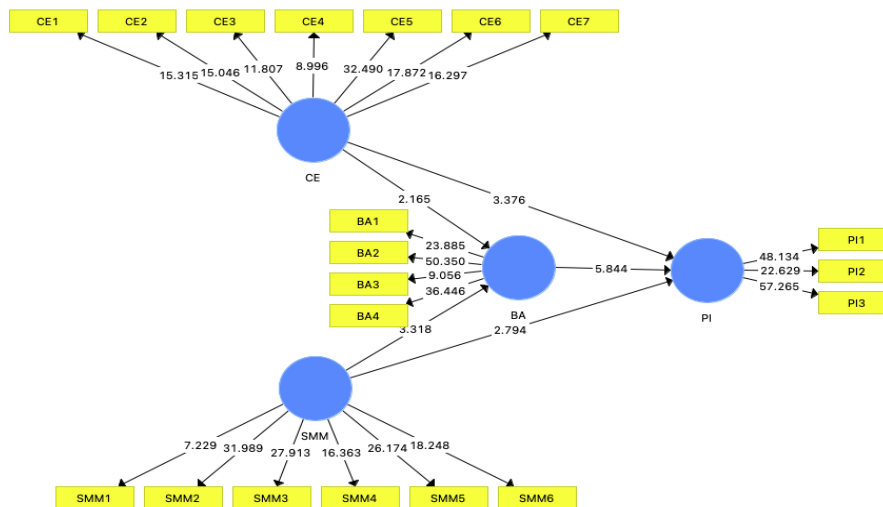 CE1 CE2 CE3 CE4 CE5 CE6 CE7
15.315 15.046 11.807 8.996 32.490 17.872 16.297
CE
2.165 3.376
BA1
BA2
BA3
BA4
23.885
50.350
9.056
36.446
BA
5.844
PI
48.134
22.629
57.265
PI1
PI2
PI3
3.318 2.794
SMM
7.229 31.989 27.913 16.363 26.174 18.248
SMM1 SMM2 SMM3 SMM4 SMM5 SMM6